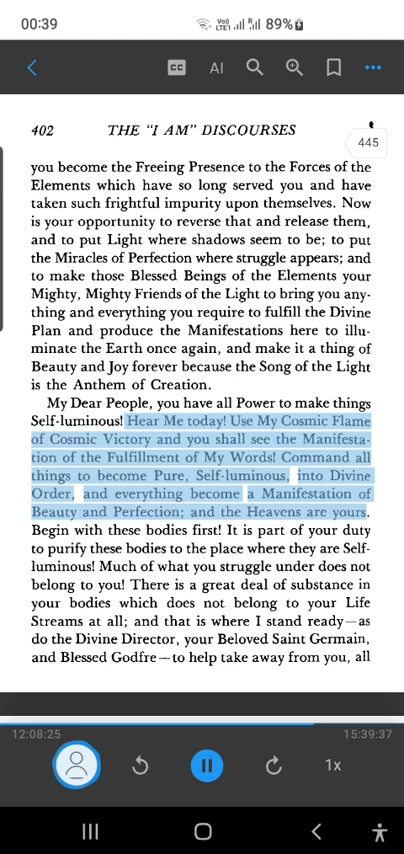 00:39
Vo))
LTE1
R
89%
CC
AI
402 THE "I AM" DISCOURSES
445
you become the Freeing Presence to the Forces of the
Elements which have so long served you and have
taken such frightful impurity upon themselves. Now
is your opportunity to reverse that and release them,
and to put Light where shadows seem to be; to put
the Miracles of Perfection where struggle appears; and
to make those Blessed Beings of the Elements your
Mighty, Mighty Friends of the Light to bring you any-
thing and everything you require to fulfill the Divine
Plan and produce the Manifestations here to illu-
minate the Earth once again, and make it a thing of
Beauty and Joy forever because the Song of the Light
is the Anthem of Creation.
My Dear People, you have all Power to make things
Self-luminous! Hear Me today! Use My Cosmic Flame
of Cosmic Victory and you shall see the Manifesta-
tion of the Fulfillment of My Words! Command all
things to become Pure, Self-luminous, into Divine
Order, and everything become a Manifestation of
Beauty and Perfection; and the Heavens are yours.
Begin with these bodies first! It is part of your duty
to purify these bodies to the place where they are Self-
luminous! Much of what you struggle under does not
belong to you! There is a great deal of substance in
your bodies which does not belong to your Life
Streams at all; and that is where I stand ready—as
do the Divine Director, your Beloved Saint Germain,
and Blessed Godfre—to help take away from you, all
12:08:25
15:39:37
1x